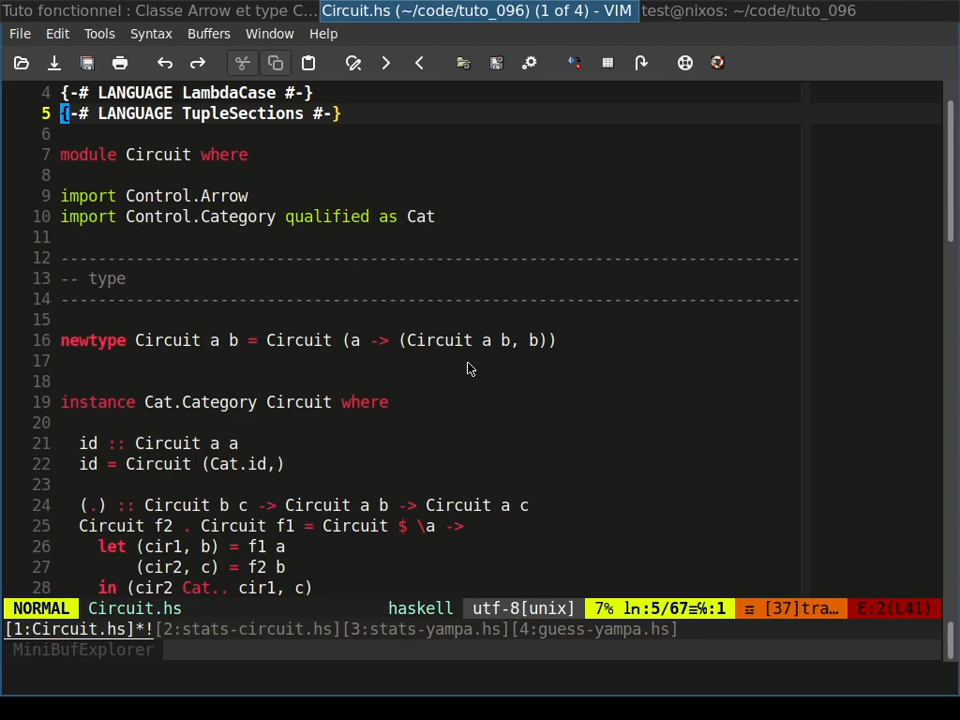 Tuto fonctionnel : Classe Arrow et type C... Circuit.hs (~/code/tuto_096) (1 of 4) - VIM test@nixos: ~/code/tuto_096
File Edit Tools Syntax Buffers Window Help
4 {-# LANGUAGE LambdaCase #-}
5 {-# LANGUAGE TupleSections #-}
6
7 module Circuit where
8
9 import Control.Arrow
10 import Control.Category qualified as Cat
11
12 -------------------------------------------------------------------------------
13 -- type
14 -------------------------------------------------------------------------------
15
16 newtype Circuit a b = Circuit (a -> (Circuit a b, b))
17
18
19 instance Cat.Category Circuit where
20
21   id :: Circuit a a
22   id = Circuit (Cat.id,)
23
24   (.) :: Circuit b c -> Circuit a b -> Circuit a c
25   Circuit f2 . Circuit f1 = Circuit $ \a ->
26     let (cir1, b) = f1 a
27         (cir2, c) = f2 b
28     in (cir2 Cat.. cir1, c)
NORMAL Circuit.hs haskell utf-8[unix] 7% ln:5/67≡℅:1 ≡ [37]tra… E:2(L41)
[1:Circuit.hs]*![2:stats-circuit.hs][3:stats-yampa.hs][4:guess-yampa.hs]
MiniBufExplorer